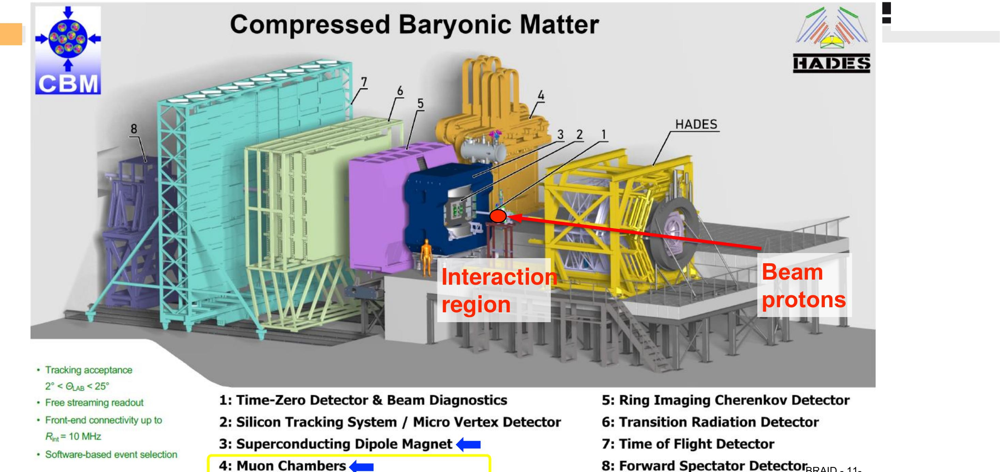 Compressed Baryonic Matter
CBM
HADES
7
6
5
4
8
3
2
1
HADES
Interaction
region
Beam
protons
• Tracking acceptance
2° < ΘLAB < 25°
• Free streaming readout
• Front-end connectivity up to
Rint = 10 MHz
• Software-based event selection
1: Time-Zero Detector & Beam Diagnostics
2: Silicon Tracking System / Micro Vertex Detector
3: Superconducting Dipole Magnet
4: Muon Chambers
5: Ring Imaging Cherenkov Detector
6: Transition Radiation Detector
7: Time of Flight Detector
8: Forward Spectator Detector
BRAID - 11-